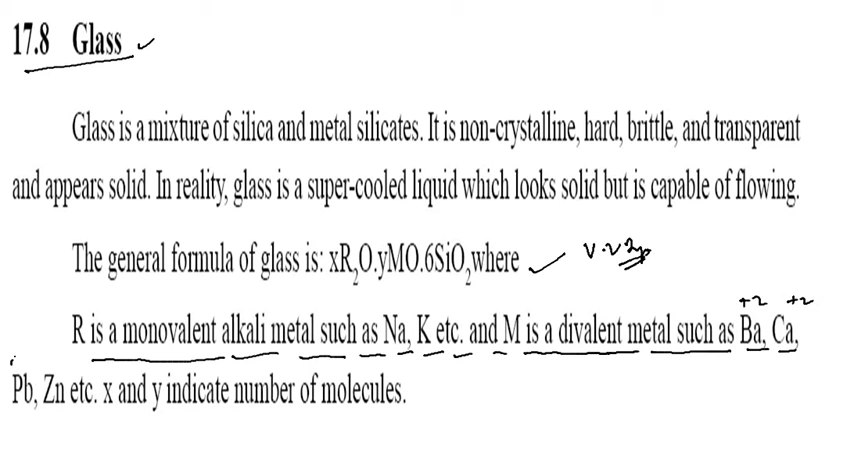 17.8 Glass
Glass is a mixture of silica and metal silicates. It is non-crystalline, hard, brittle, and transparent
and appears solid. In reality, glass is a super-cooled liquid which looks solid but is capable of flowing.
The general formula of glass is: xR₂O.yMO.6SiO₂where V.V
+2 +2
R is a monovalent alkali metal such as Na, K etc. and M is a divalent metal such as Ba, Ca,
Pb, Zn etc. x and y indicate number of molecules.